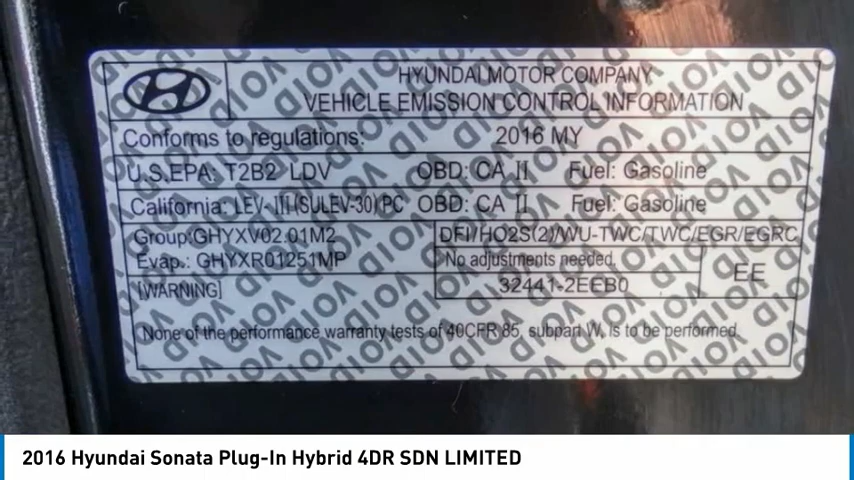 HYUNDAI MOTOR COMPANY
VEHICLE EMISSION CONTROL INFORMATION
Conforms to regulations: 2016 MY
U.S.EPA: T2B2 LDV OBD: CA II Fuel: Gasoline
California: LEV-III (SULEV-30) PC OBD: CA II Fuel: Gasoline
Group:GHYXV02.01M2 DFI/HO2S(2)/WU-TWC/TWC/EGR/EGRC
Evap.: GHYXR01251MP No adjustments needed. EE
[WARNING] 32441-2EEB0
None of the performance warranty tests of 40CFR 85, subpart W, is to be performed.
2016 Hyundai Sonata Plug-In Hybrid 4DR SDN LIMITED